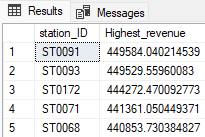 Results Messages
station_ID Highest_revenue
1 ST0091 449584.040214539
2 ST0093 449529.55960083
3 ST0172 444272.470092773
4 ST0071 441361.050449371
5 ST0068 440853.730384827